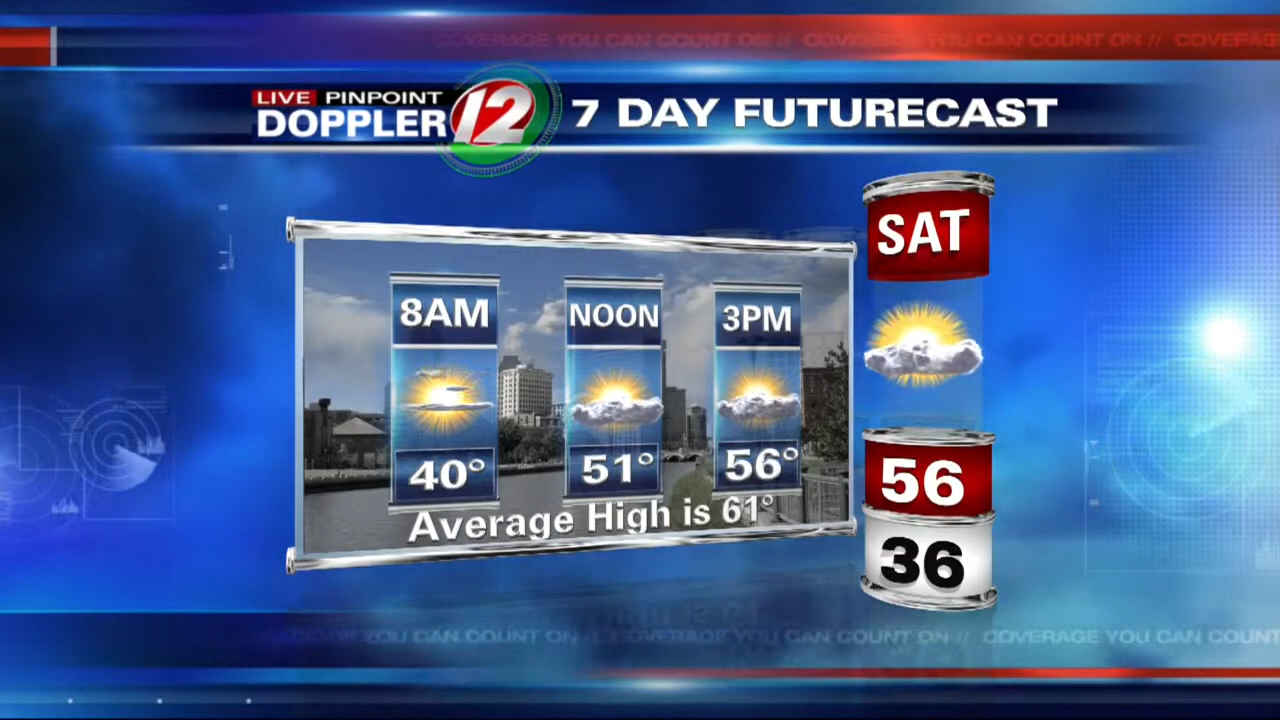 COVERAGE YOU CAN COUNT ON // COVERAGE YOU CAN COUNT ON // COVERAGE
LIVE PINPOINT
DOPPLER 12
7 DAY FUTURECAST
SAT
8AM
NOON
3PM
40°
51°
56°
Average High is 61°
56
36
YOU CAN COUNT ON // COVERAGE YOU CAN COUNT ON // COVERAGE YOU CAN COUNT